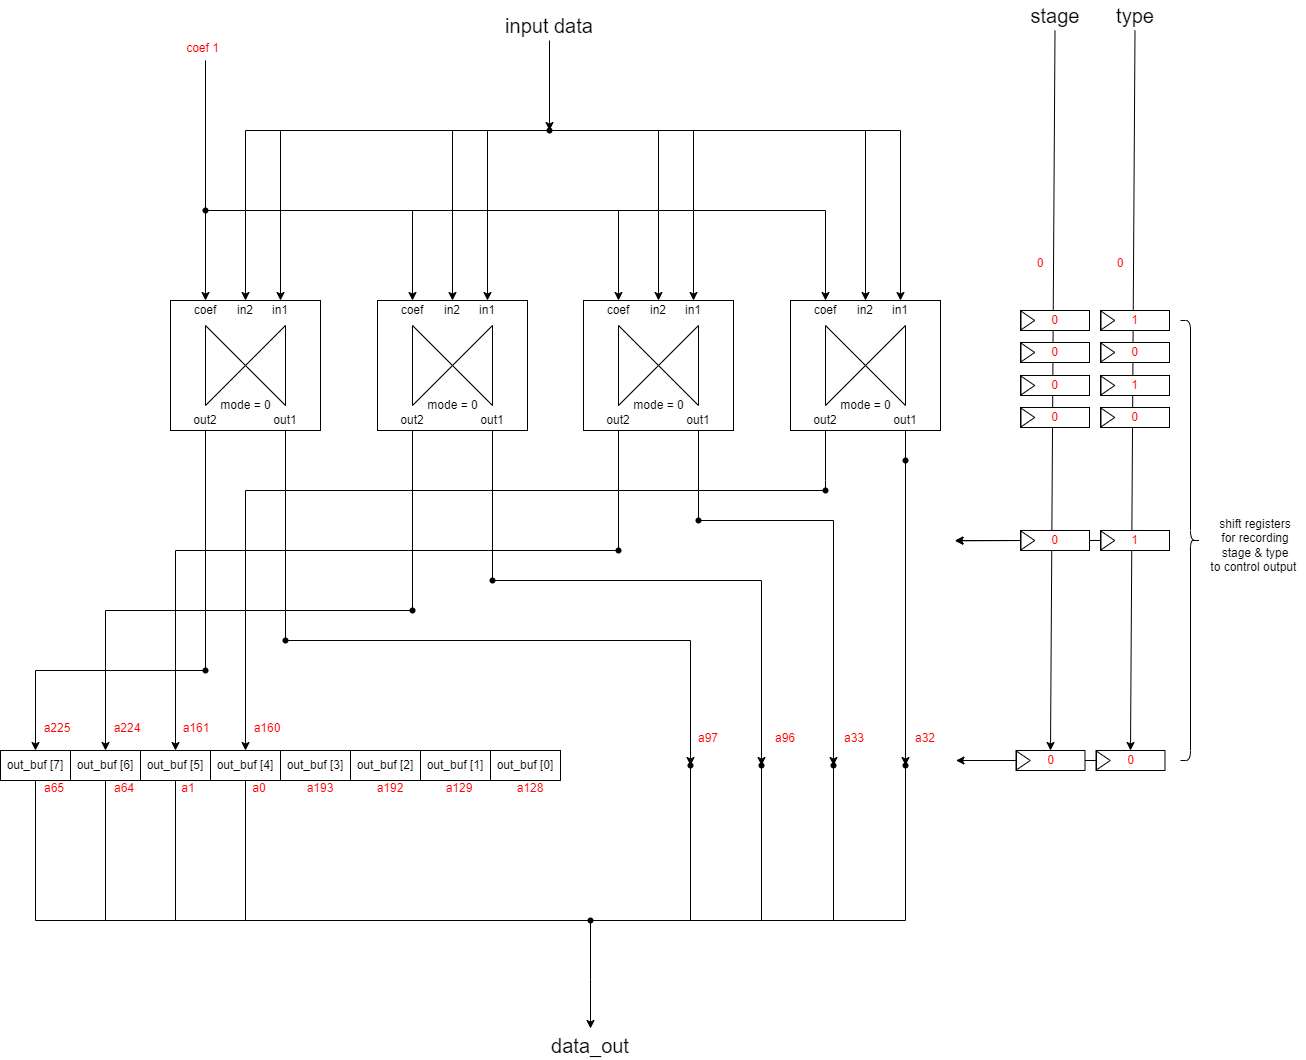 stage type
input data
coef 1
0 0
coef in2 in1 coef in2 in1 coef in2 in1 coef in2 in1
0 1
0 0
0 1
mode = 0 mode = 0 mode = 0 mode = 0
out2 out1 out2 out1 out2 out1 out2 out1
0 0
shift registers
for recording
stage & type
to control output
0 1
a225 a224 a161 a160
a97 a96 a33 a32
out_buf [7] out_buf [6] out_buf [5] out_buf [4] out_buf [3] out_buf [2] out_buf [1] out_buf [0]
0 0
a65 a64 a1 a0 a193 a192 a129 a128
data_out